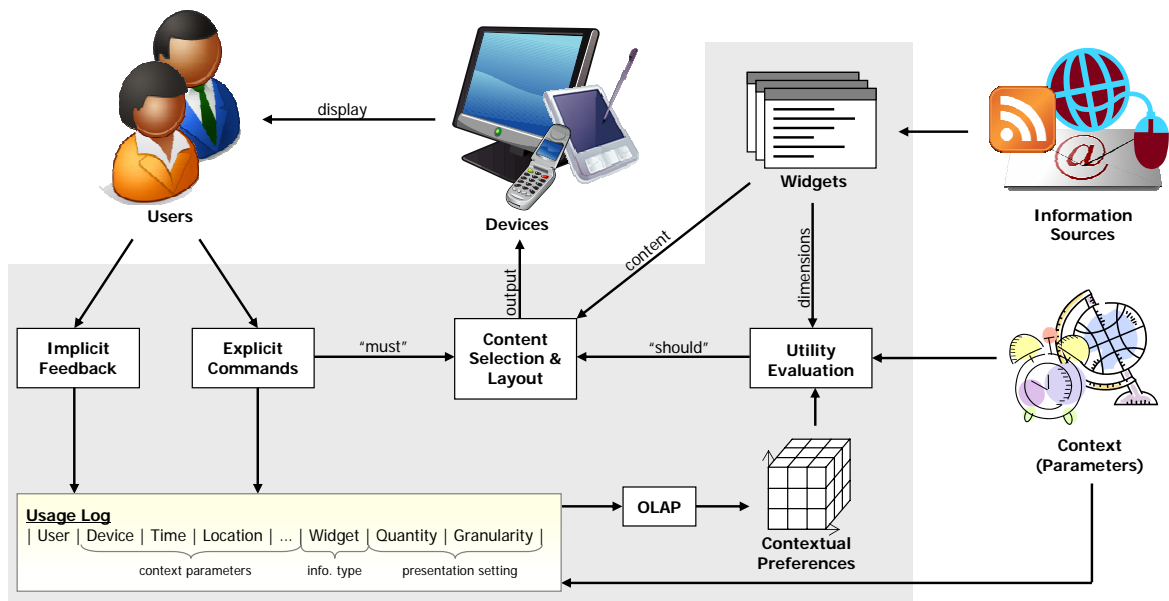 display
Users
Devices
Widgets
Information
Sources
content
dimensions
output
Implicit
Feedback
Explicit
Commands
“must”
Content
Selection &
Layout
“should”
Utility
Evaluation
Context
(Parameters)
Usage Log
| User | Device | Time | Location | ... | Widget | Quantity | Granularity |
context parameters
info. type
presentation setting
OLAP
Contextual
Preferences
@